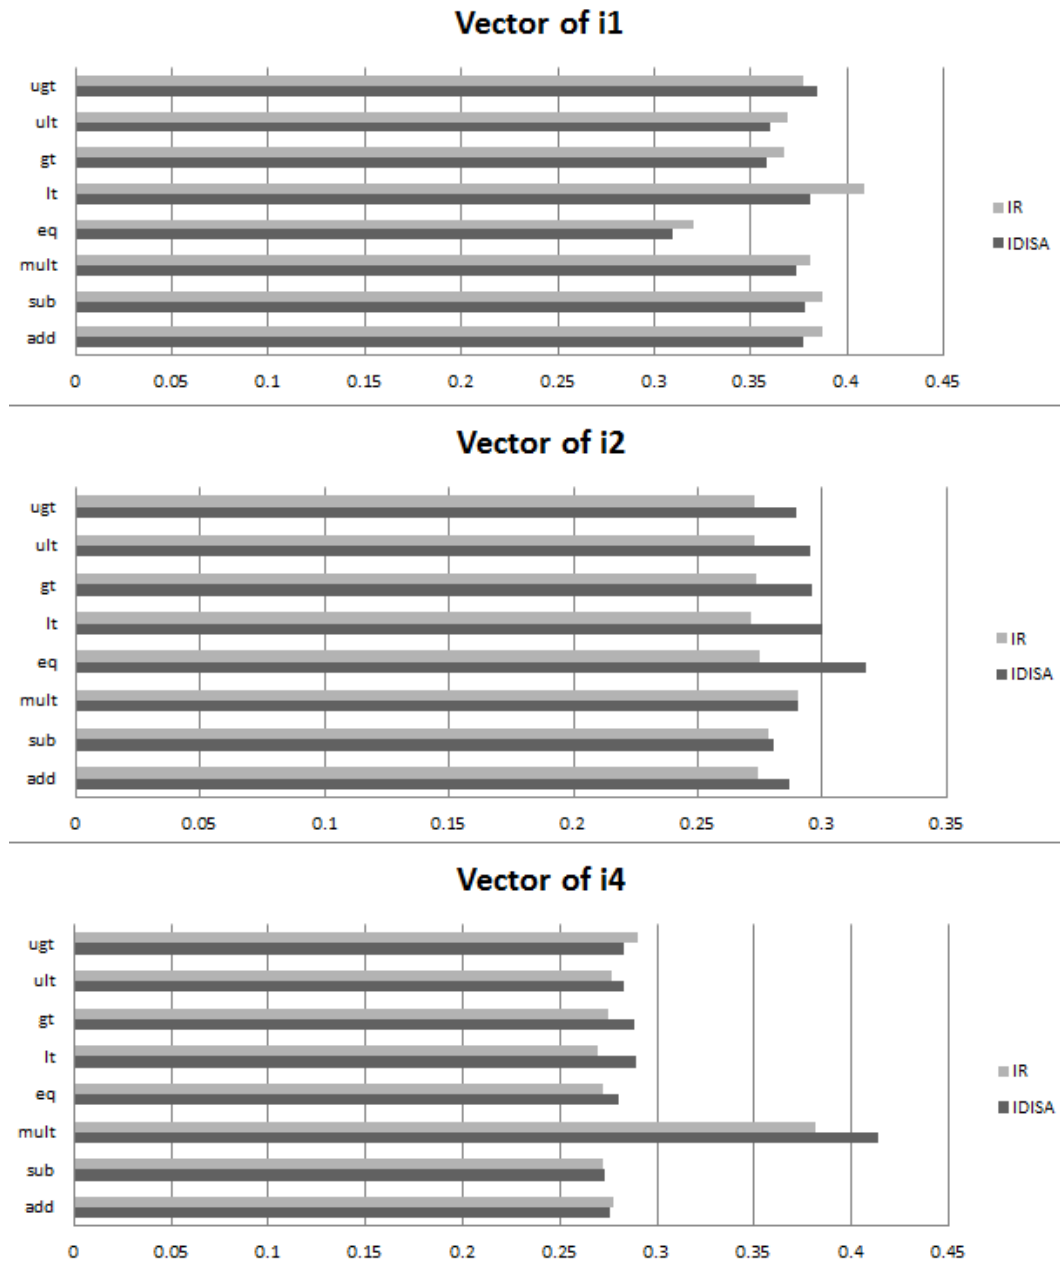 Vector of i1
ugt
ult
gt
lt
eq
mult
sub
add
IR
IDISA
0 0.05 0.1 0.15 0.2 0.25 0.3 0.35 0.4 0.45
Vector of i2
ugt
ult
gt
lt
eq
mult
sub
add
IR
IDISA
0 0.05 0.1 0.15 0.2 0.25 0.3 0.35
Vector of i4
ugt
ult
gt
lt
eq
mult
sub
add
IR
IDISA
0 0.05 0.1 0.15 0.2 0.25 0.3 0.35 0.4 0.45